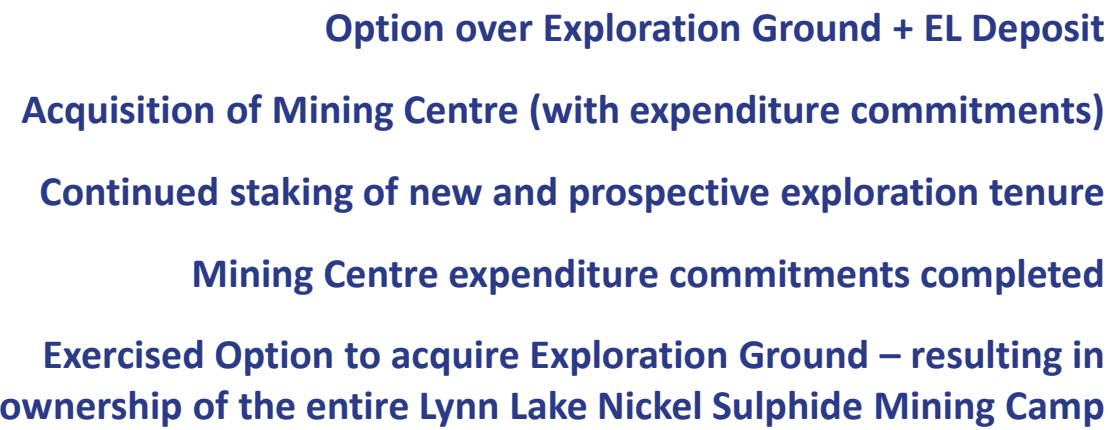 Option over Exploration Ground + EL Deposit
Acquisition of Mining Centre (with expenditure commitments)
Continued staking of new and prospective exploration tenure
Mining Centre expenditure commitments completed
Exercised Option to acquire Exploration Ground – resulting in
ownership of the entire Lynn Lake Nickel Sulphide Mining Camp